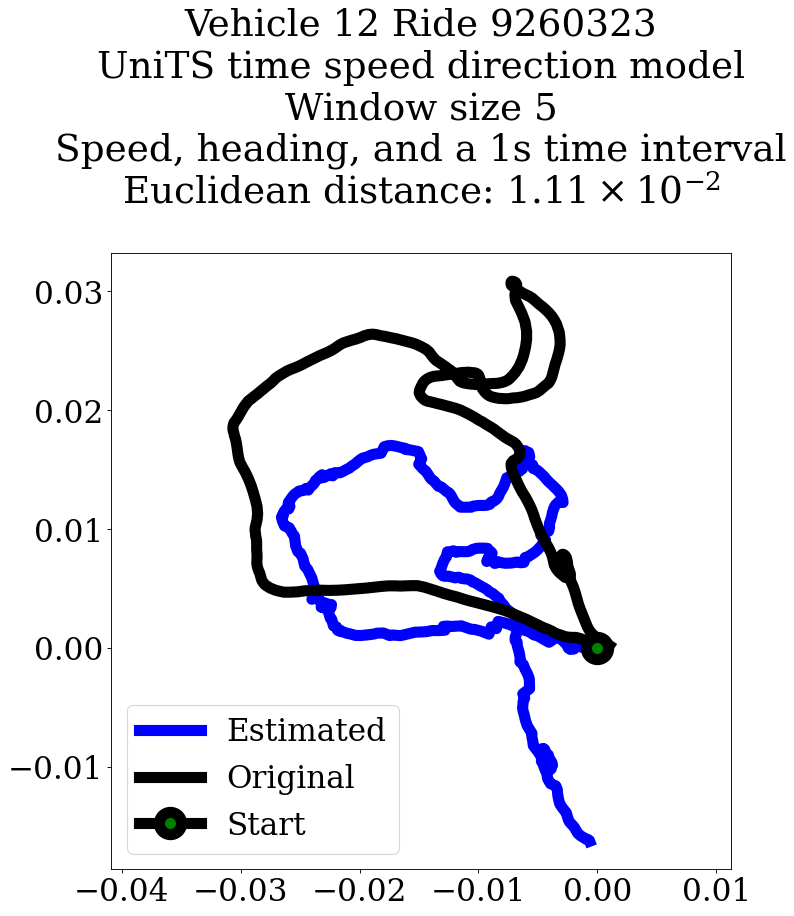 Vehicle 12 Ride 9260323
UniTS time speed direction model
Window size 5
Speed, heading, and a 1s time interval
Euclidean distance: 1.11 × 10⁻²
0.03
0.02
0.01
0.00
−0.01
Estimated
Original
Start
−0.04 −0.03 −0.02 −0.01 0.00 0.01